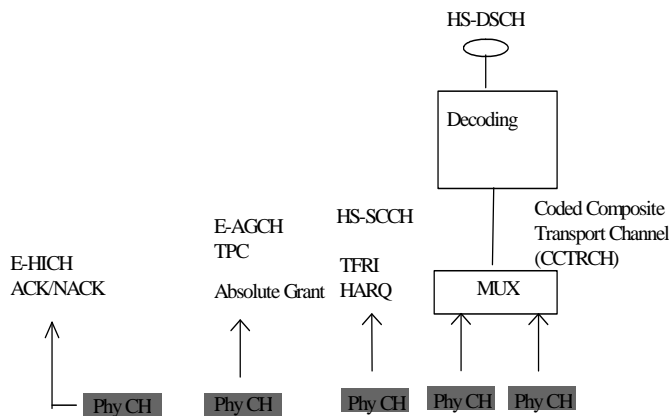 HS-DSCH
Decoding
Coded Composite
Transport Channel
(CCTRCH)
HS-SCCH
TFRI
HARQ
E-AGCH
TPC
Absolute Grant
E-HICH
ACK/NACK
MUX
Phy CH
Phy CH
Phy CH
Phy CH
Phy CH